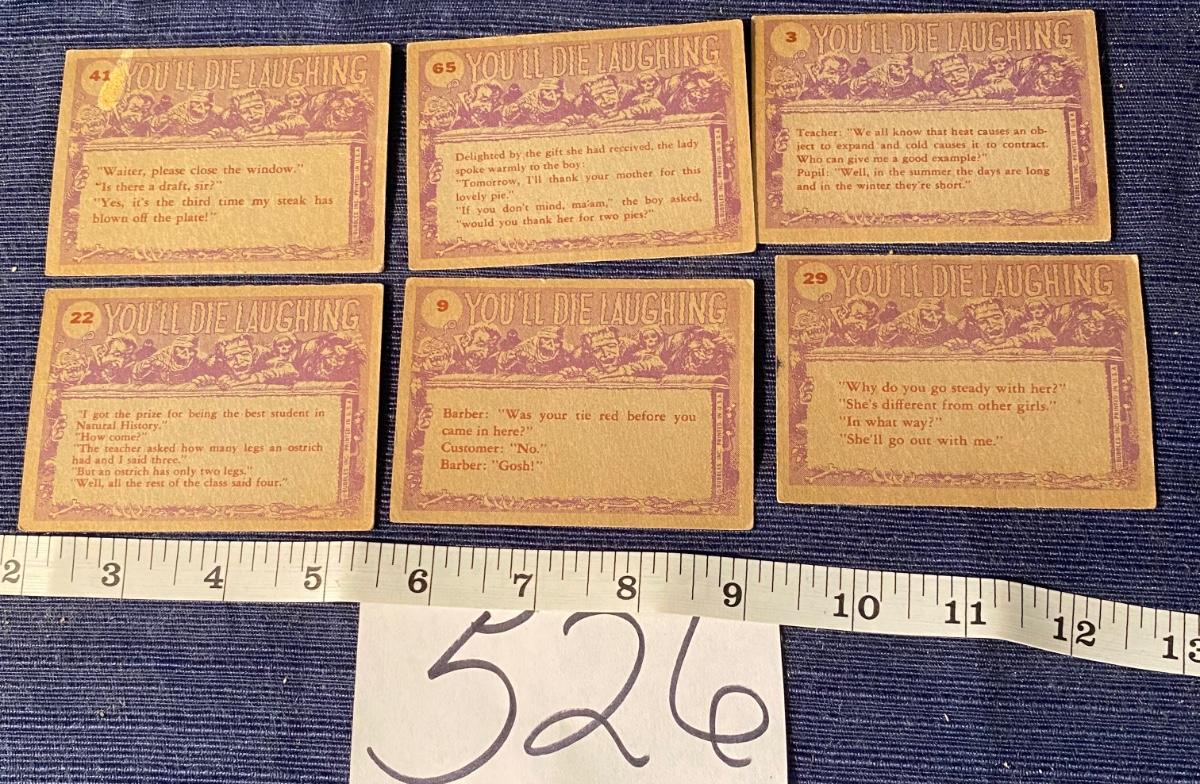 41
YOU'LL DIE LAUGHING
"Waiter, please close the window."
"Is there a draft, sir?"
"Yes, it's the third time my steak has
blown off the plate!"
65
YOU'LL DIE LAUGHING
Delighted by the gift she had received, the lady
spoke warmly to the boy:
"Tomorrow, I'll thank your mother for this
lovely pie."
"If you don't mind, ma'am," the boy asked,
"would you thank her for two pies?"
3
YOU'LL DIE LAUGHING
Teacher: "We all know that heat causes an ob-
ject to expand and cold causes it to contract.
Who can give me a good example?"
Pupil: "Well, in the summer the days are long
and in the winter they're short."
22
YOU'LL DIE LAUGHING
"I got the prize for being the best student in
Natural History."
"How come?"
"The teacher asked how many legs an ostrich
had and I said three."
"But an ostrich has only two legs."
"Well, all the rest of the class said four."
9
YOU'LL DIE LAUGHING
Barber: "Was your tie red before you
came in here?"
Customer: "No."
Barber: "Gosh!"
29
YOU'LL DIE LAUGHING
"Why do you go steady with her?"
"She's different from other girls."
"In what way?"
"She'll go out with me."
2 3 4 5 6 7 8 9 10 11 12 13
526